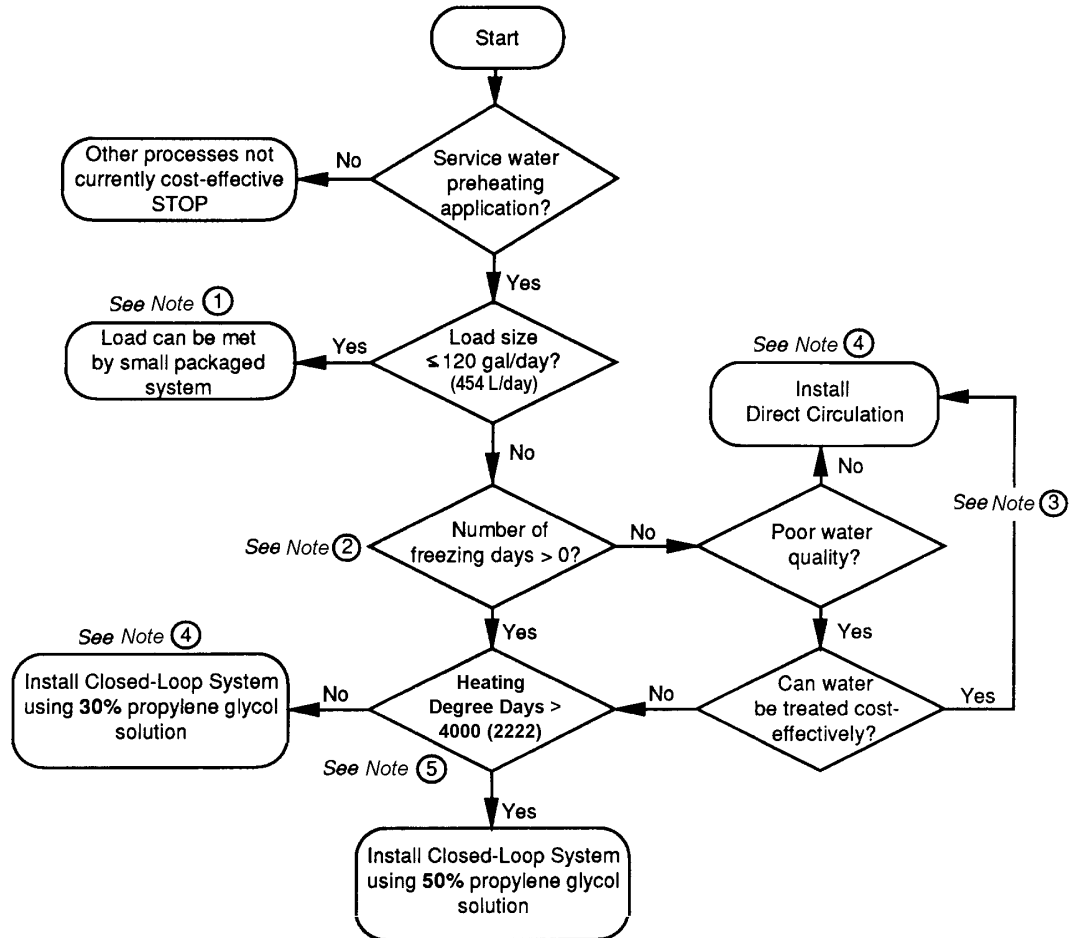 Start
Service water
preheating
application?
No
Other processes not
currently cost-effective
STOP
Yes
See Note 1
Load can be met
by small packaged
system
Yes
Load size
≤ 120 gal/day?
(454 L/day)
See Note 4
Install
Direct Circulation
No
No
See Note 3
See Note 2
Number of
freezing days > 0?
No
Poor water
quality?
Yes
Yes
See Note 4
Install Closed-Loop System
using 30% propylene glycol
solution
No
Heating
Degree Days >
4000 (2222)
No
Can water
be treated cost-
effectively?
Yes
See Note 5
Yes
Install Closed-Loop System
using 50% propylene glycol
solution